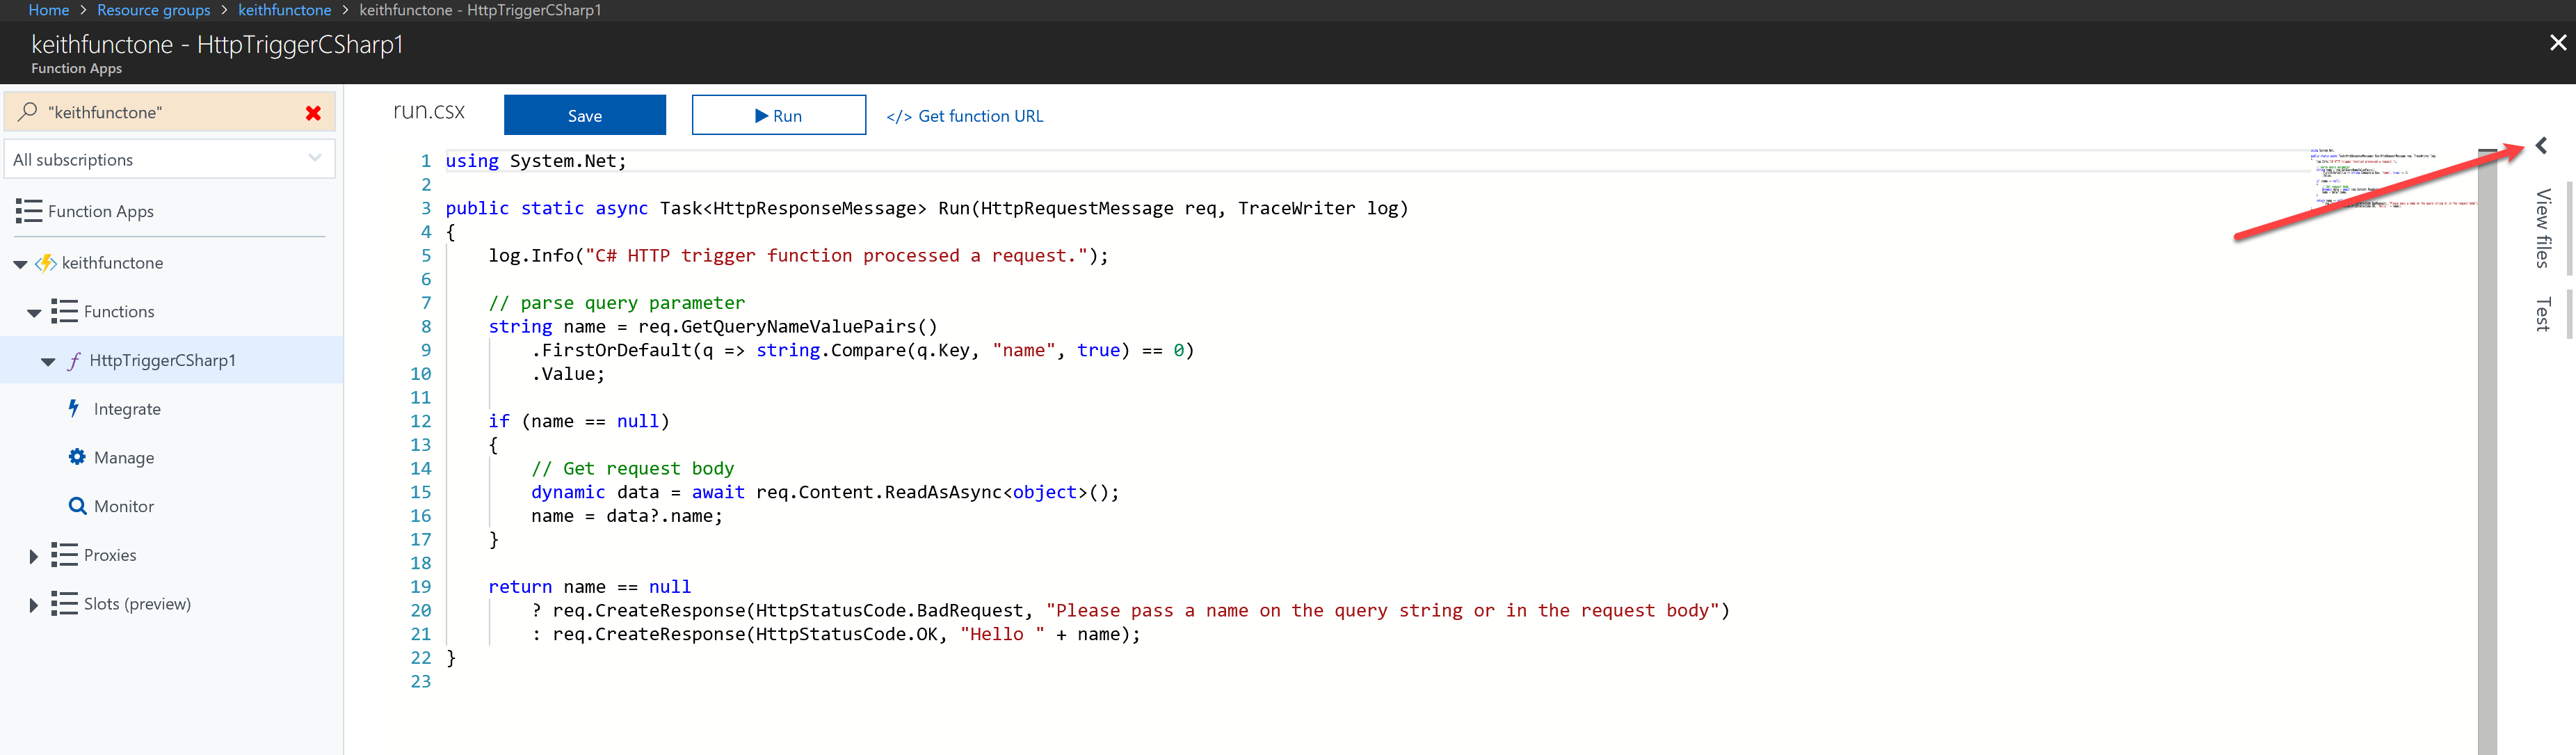 Home > Resource groups > keithfunctone > keithfunctone - HttpTriggerCSharp1
keithfunctone - HttpTriggerCSharp1
Function Apps
"keithfunctone"
All subscriptions
Function Apps
keithfunctone
Functions
HttpTriggerCSharp1
Integrate
Manage
Monitor
Proxies
Slots (preview)
run.csx
Save
Run
</> Get function URL
1 using System.Net;
2
3 public static async Task<HttpResponseMessage> Run(HttpRequestMessage req, TraceWriter log)
4 {
5     log.Info("C# HTTP trigger function processed a request.");
6
7     // parse query parameter
8     string name = req.GetQueryNameValuePairs()
9         .FirstOrDefault(q => string.Compare(q.Key, "name", true) == 0)
10         .Value;
11
12     if (name == null)
13     {
14         // Get request body
15         dynamic data = await req.Content.ReadAsAsync<object>();
16         name = data?.name;
17     }
18
19     return name == null
20         ? req.CreateResponse(HttpStatusCode.BadRequest, "Please pass a name on the query string or in the request body")
21         : req.CreateResponse(HttpStatusCode.OK, "Hello " + name);
22 }
23
View files
Test